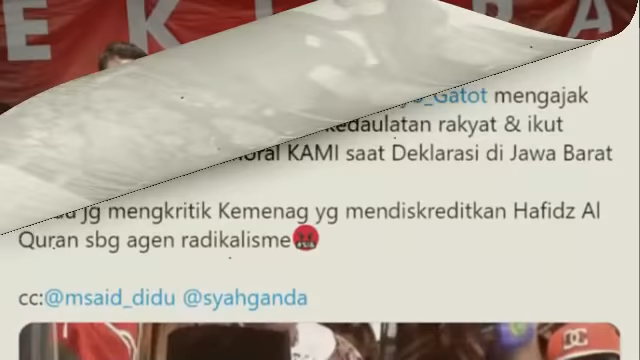 E K L R A
_Gatot mengajak
kedaulatan rakyat & ikut
oral KAMI saat Deklarasi di Jawa Barat
jg mengkritik Kemenag yg mendiskreditkan Hafidz Al
Quran sbg agen radikalisme🤬
cc:@msaid_didu @syahganda